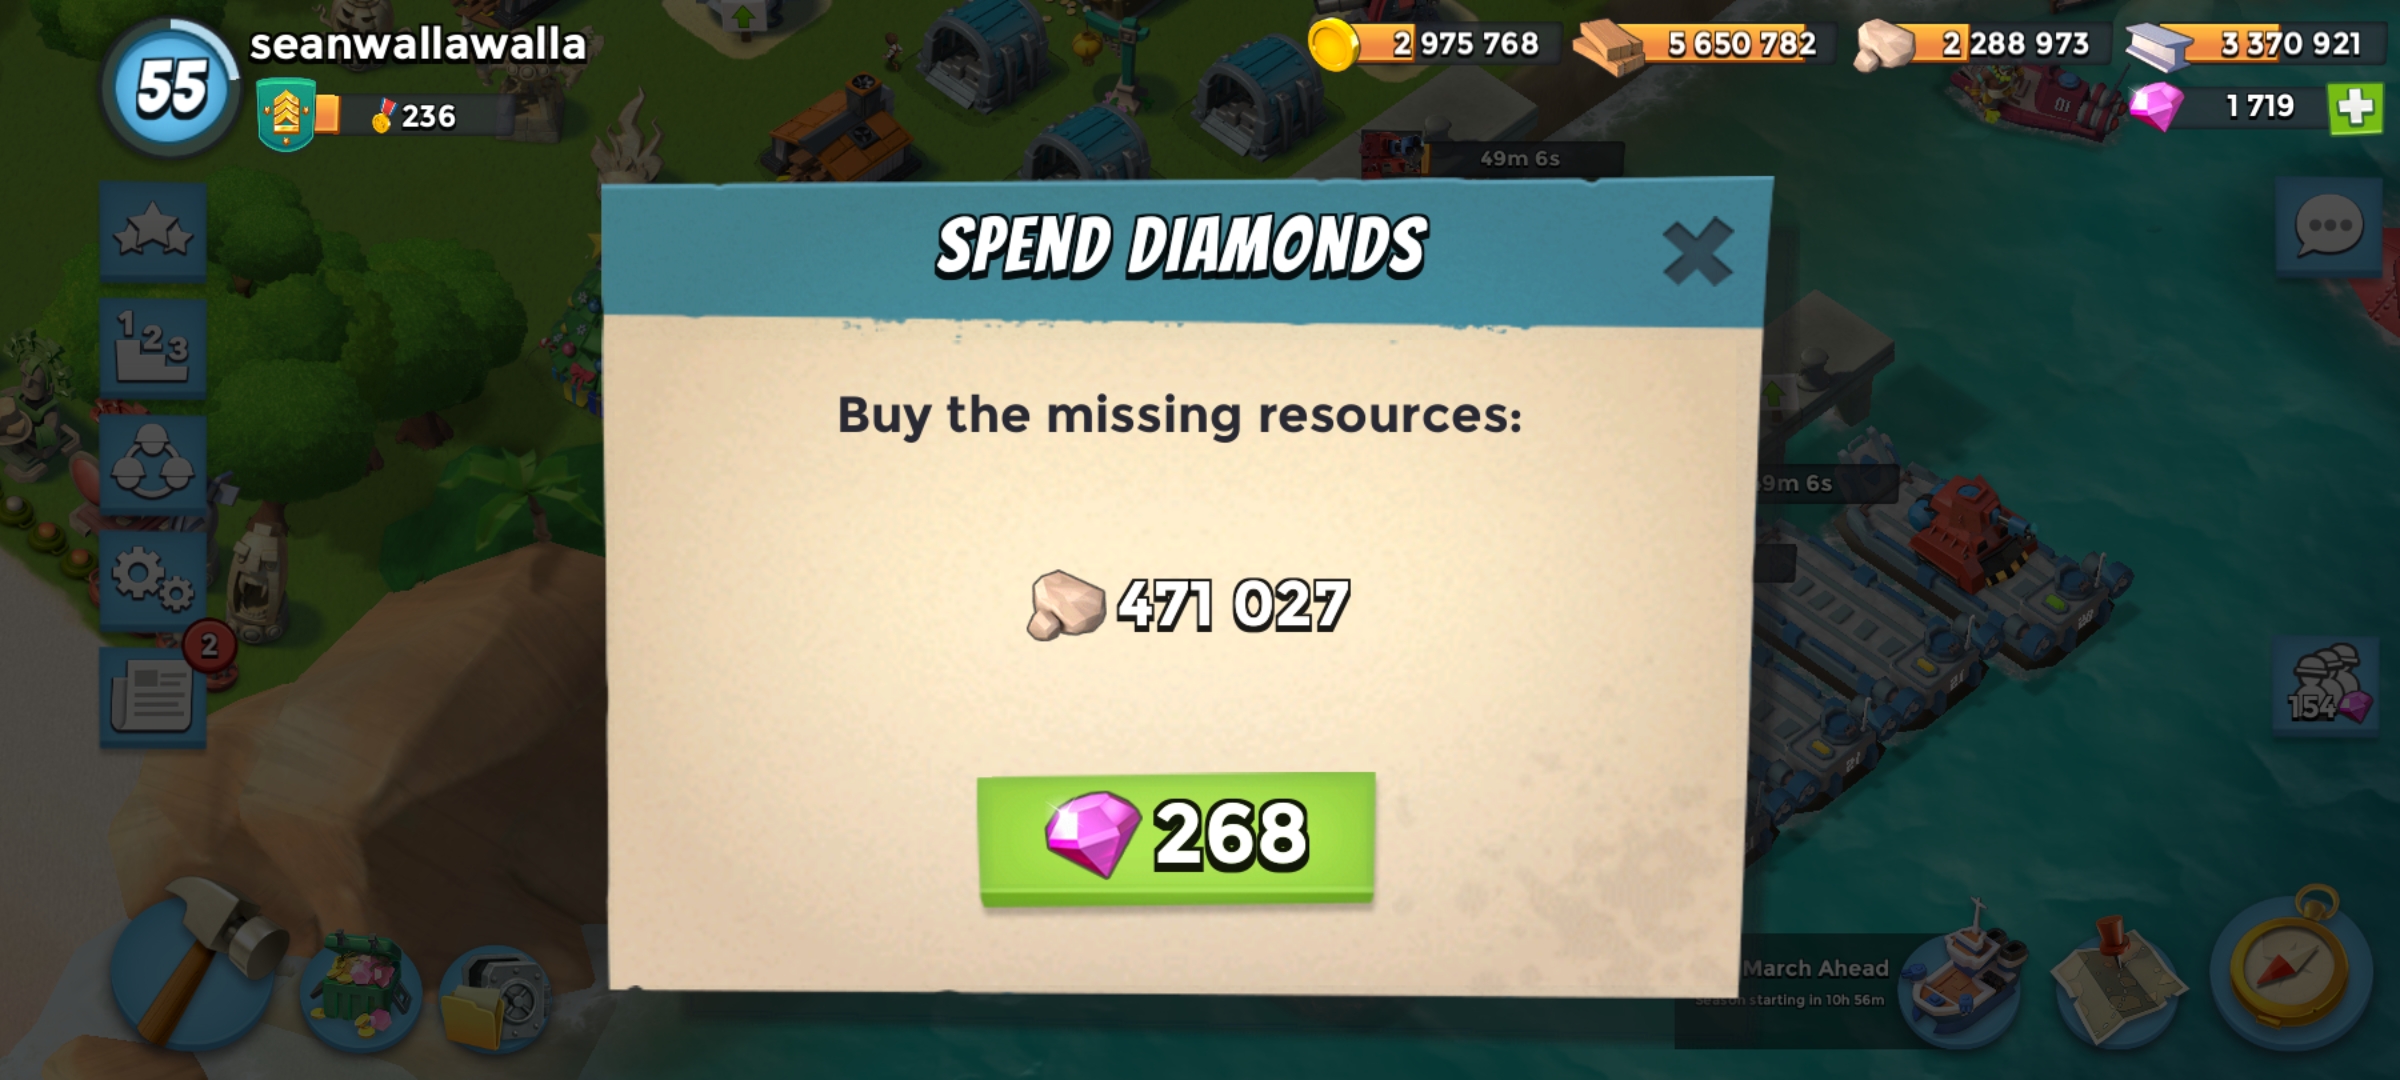 55
seanwallawalla
236
2 975 768
5 650 782
2 288 973
3 370 921
1 719
49m 6s
SPEND DIAMONDS
Buy the missing resources:
471 027
268
1 2 3
2
9m 6s
154
March Ahead
Season starting in 10h 56m